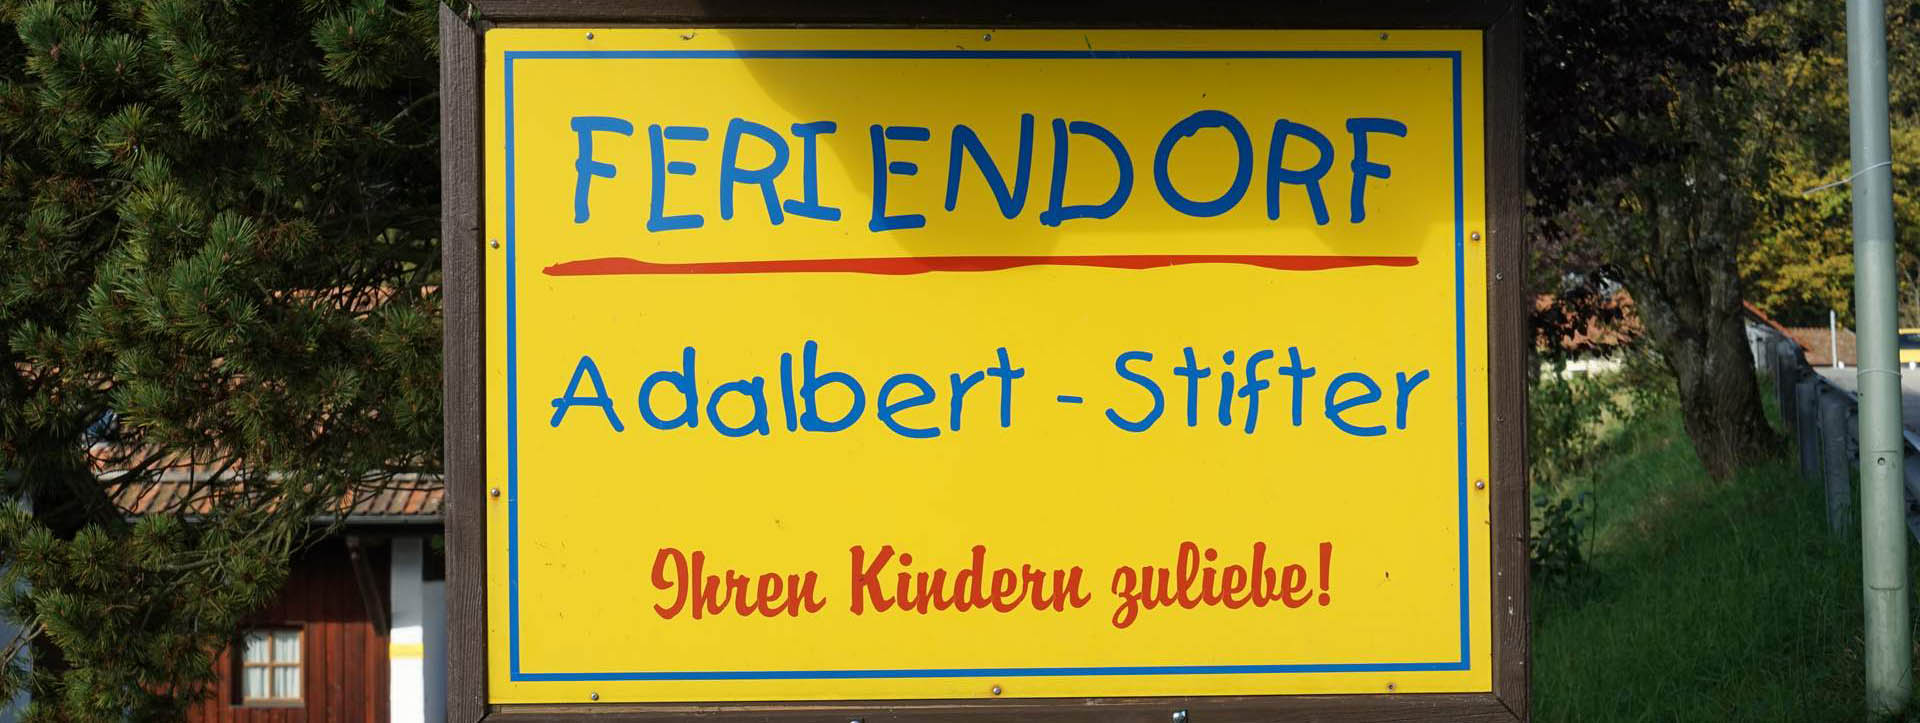 FERIENDORF
Adalbert - Stifter
Ihren Kindern zuliebe!